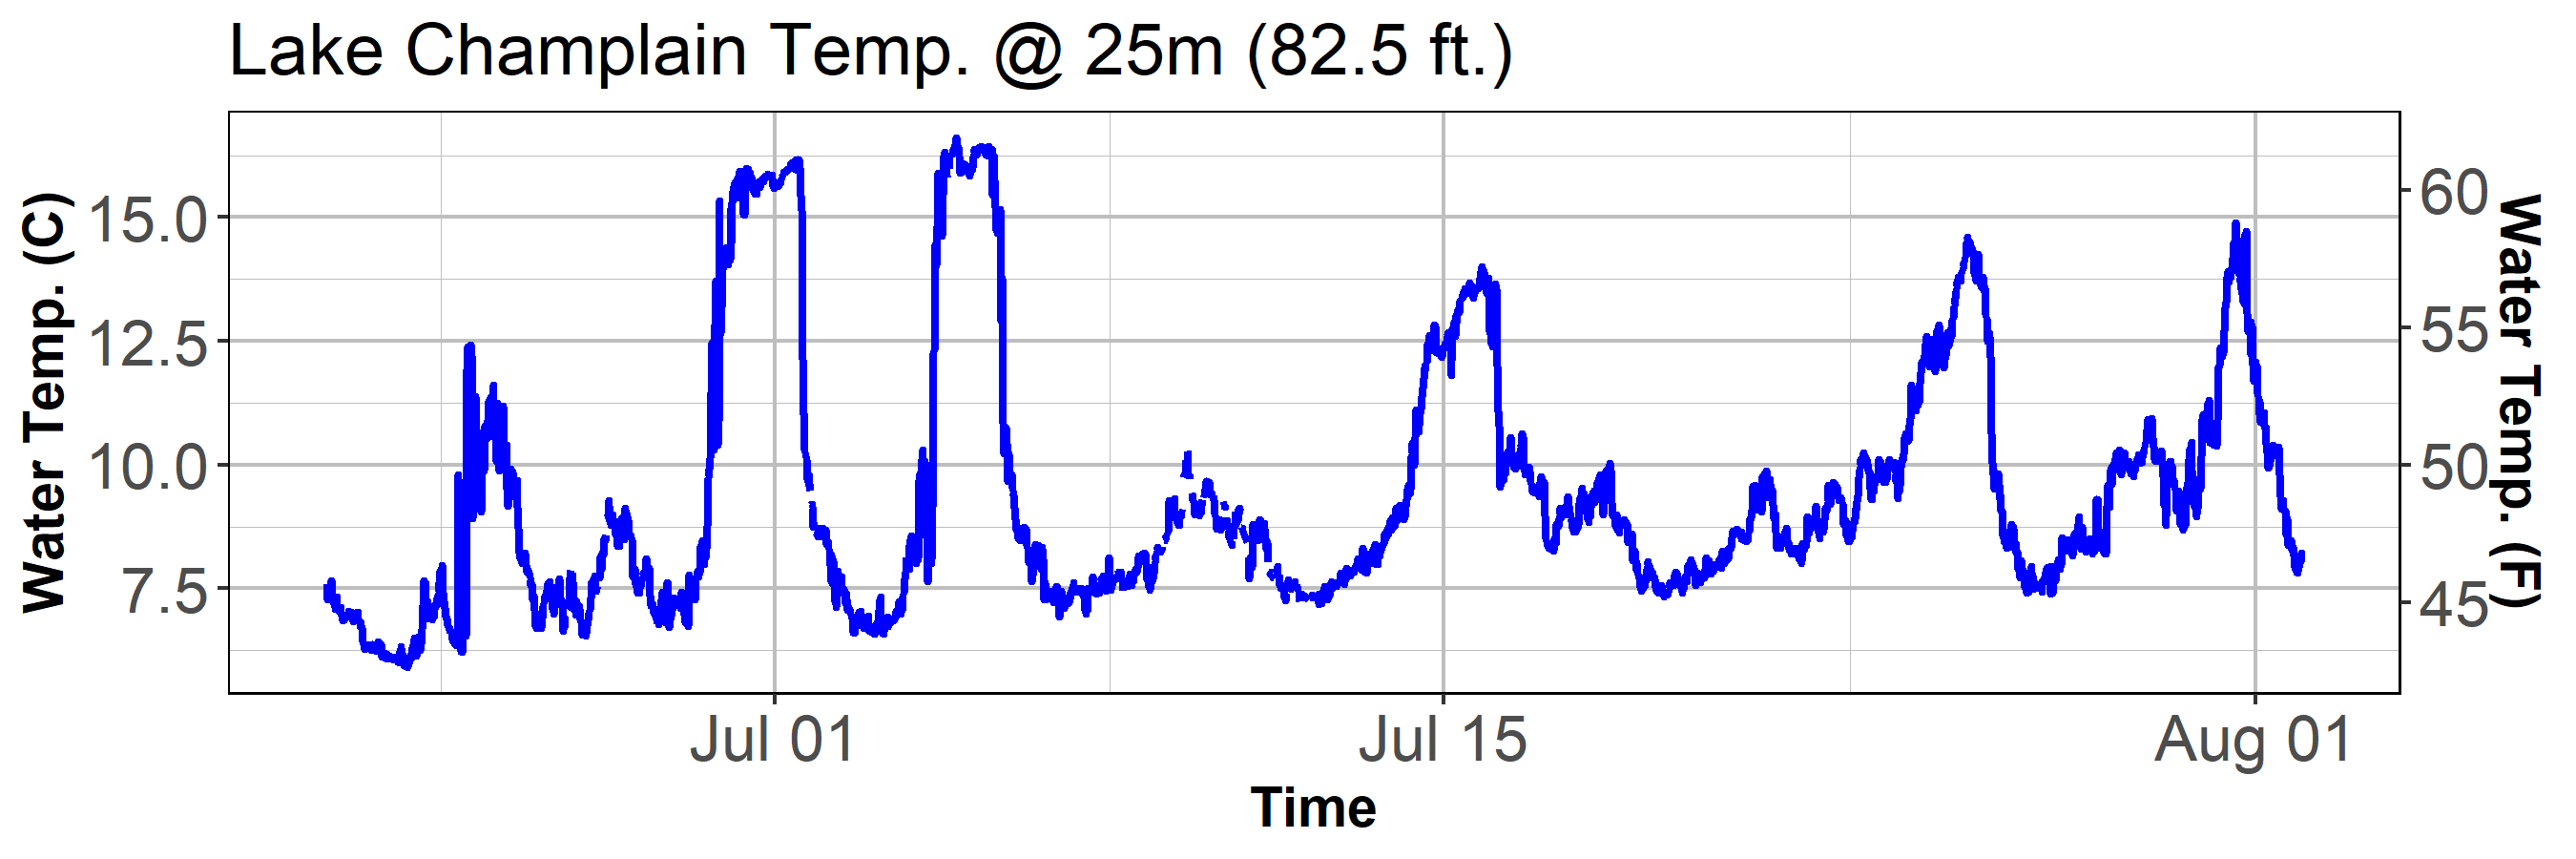 Lake Champlain Temp. @ 25m (82.5 ft.)
Water Temp. (C)
15.0
12.5
10.0
7.5
60
55
50
45
Water Temp. (F)
Jul 01
Jul 15
Aug 01
Time